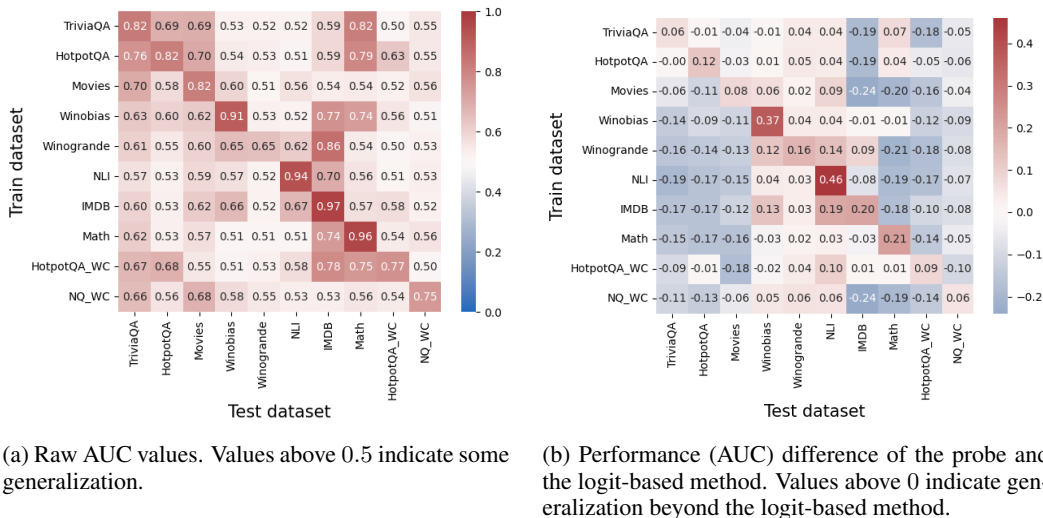 TriviaQA 0.82 0.69 0.69 0.53 0.52 0.52 0.59 0.82 0.50 0.55
HotpotQA 0.76 0.82 0.70 0.54 0.53 0.51 0.59 0.79 0.63 0.55
Movies 0.70 0.58 0.82 0.60 0.51 0.56 0.54 0.54 0.52 0.56
Winobias 0.63 0.60 0.62 0.91 0.53 0.52 0.77 0.74 0.56 0.51
Winogrande 0.61 0.55 0.60 0.65 0.65 0.62 0.86 0.54 0.50 0.53
NLI 0.57 0.53 0.59 0.57 0.52 0.94 0.70 0.56 0.51 0.53
IMDB 0.60 0.53 0.62 0.66 0.52 0.67 0.97 0.57 0.58 0.52
Math 0.62 0.53 0.57 0.51 0.51 0.51 0.74 0.96 0.54 0.56
HotpotQA_WC 0.67 0.68 0.55 0.51 0.53 0.58 0.78 0.75 0.77 0.50
NQ_WC 0.66 0.56 0.68 0.58 0.55 0.53 0.53 0.56 0.54 0.75
TriviaQA HotpotQA Movies Winobias Winogrande NLI IMDB Math HotpotQA_WC NQ_WC
Train dataset
Test dataset
1.0
0.8
0.6
0.4
0.2
0.0
(a) Raw AUC values. Values above 0.5 indicate some
generalization.
TriviaQA 0.06 -0.01 -0.04 -0.01 0.04 0.04 -0.19 0.07 -0.18 -0.05
HotpotQA -0.00 0.12 -0.03 0.01 0.05 0.04 -0.19 0.04 -0.05 -0.06
Movies -0.06 -0.11 0.08 0.06 0.02 0.09 -0.24 -0.20 -0.16 -0.04
Winobias -0.14 -0.09 -0.11 0.37 0.04 0.04 -0.01 -0.01 -0.12 -0.09
Winogrande -0.16 -0.14 -0.13 0.12 0.16 0.14 0.09 -0.21 -0.18 -0.08
NLI -0.19 -0.17 -0.15 0.04 0.03 0.46 -0.08 -0.19 -0.17 -0.07
IMDB -0.17 -0.17 -0.12 0.13 0.03 0.19 0.20 -0.18 -0.10 -0.08
Math -0.15 -0.17 -0.16 -0.03 0.02 0.03 -0.03 0.21 -0.14 -0.05
HotpotQA_WC -0.09 -0.01 -0.18 -0.02 0.04 0.10 0.01 0.01 0.09 -0.10
NQ_WC -0.11 -0.13 -0.06 0.05 0.06 0.06 -0.24 -0.19 -0.14 0.06
TriviaQA HotpotQA Movies Winobias Winogrande NLI IMDB Math HotpotQA_WC NQ_WC
Train dataset
Test dataset
0.4
0.3
0.2
0.1
0.0
-0.1
-0.2
(b) Performance (AUC) difference of the probe and
the logit-based method. Values above 0 indicate gen-
eralization beyond the logit-based method.